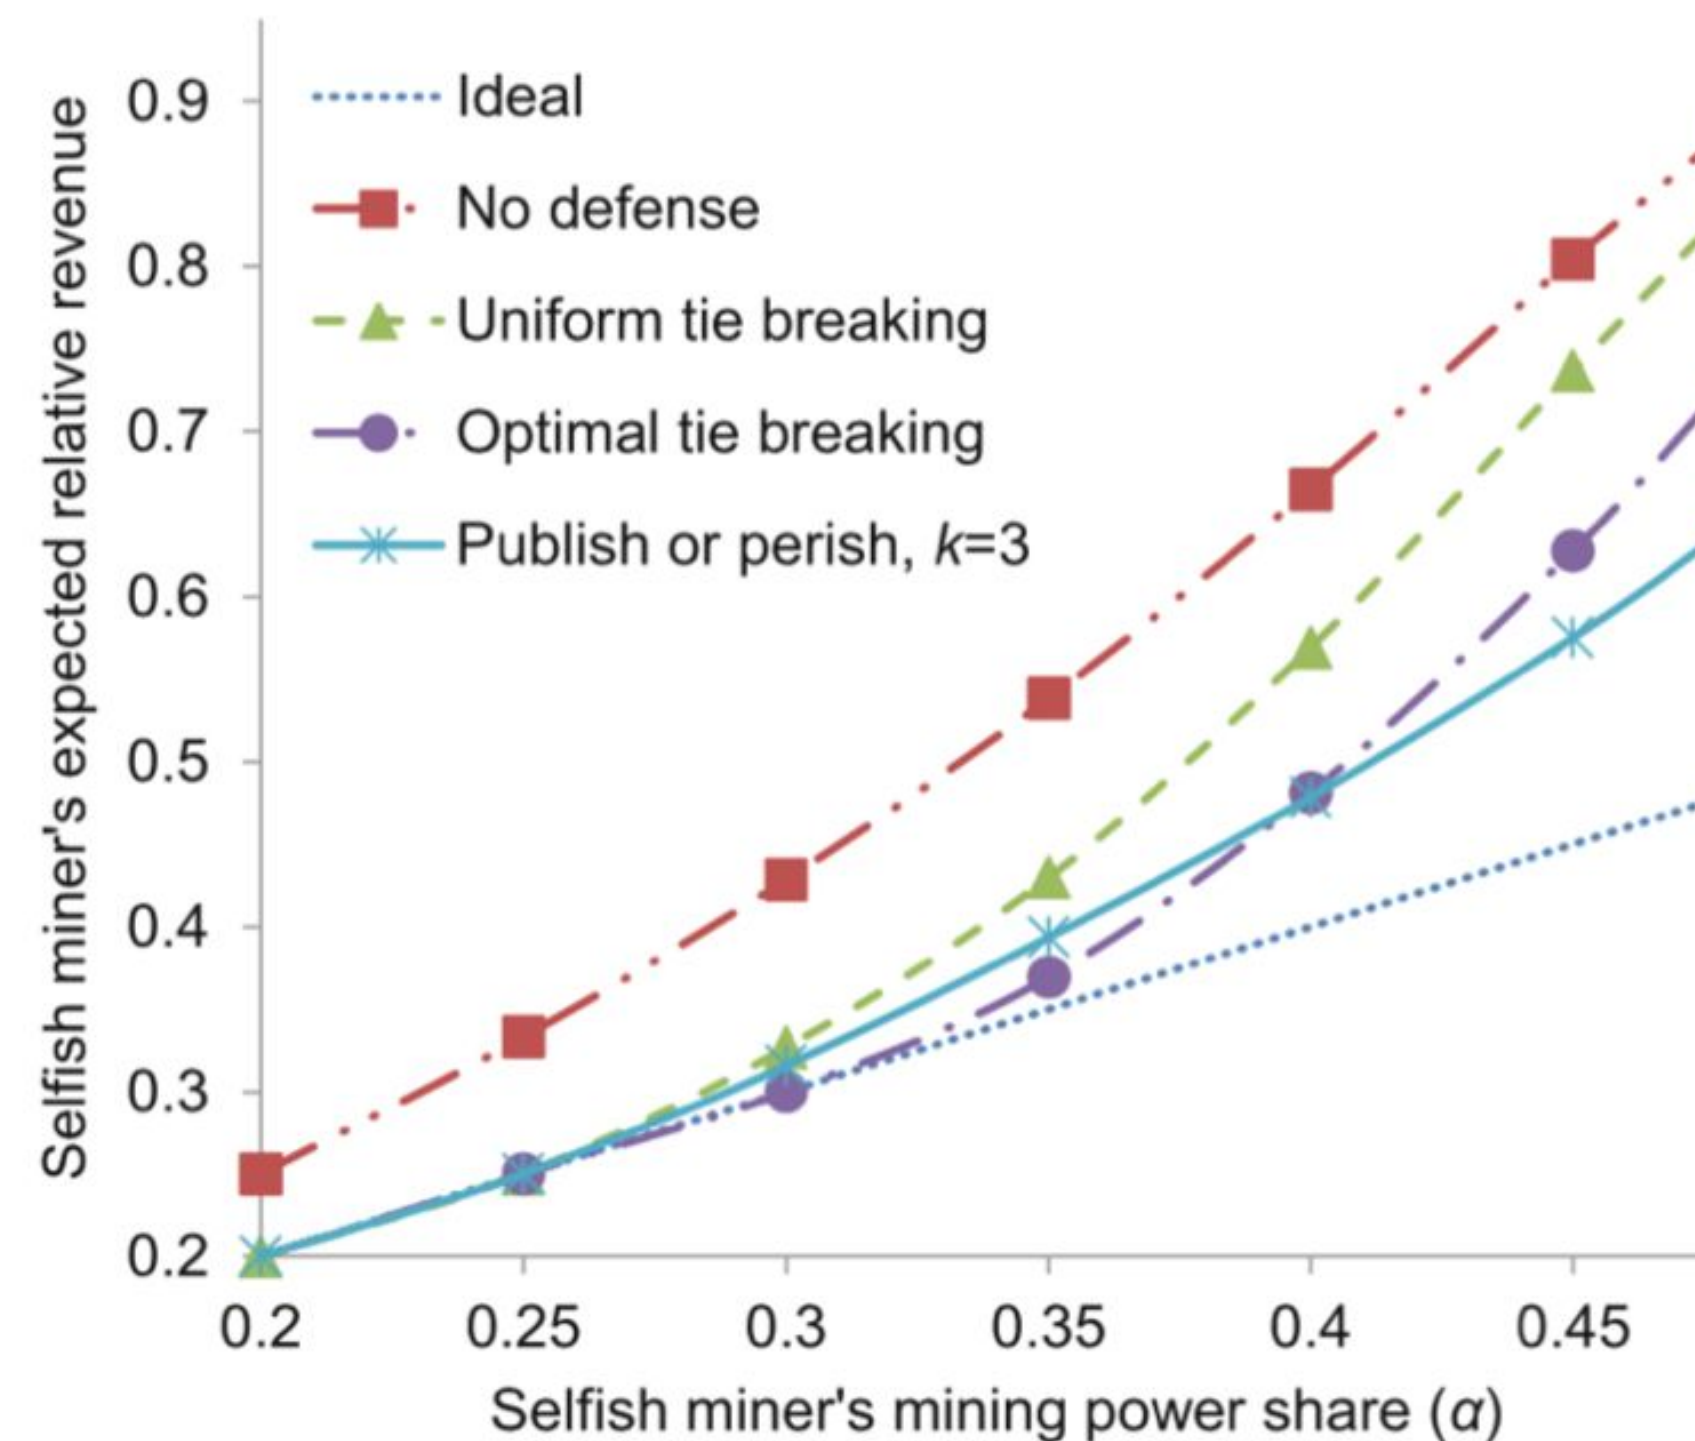 0.9
0.8
0.7
0.6
0.5
0.4
0.3
0.2
Selfish miner's expected relative revenue
Ideal
No defense
Uniform tie breaking
Optimal tie breaking
Publish or perish, k=3
0.2 0.25 0.3 0.35 0.4 0.45
Selfish miner's mining power share (α)